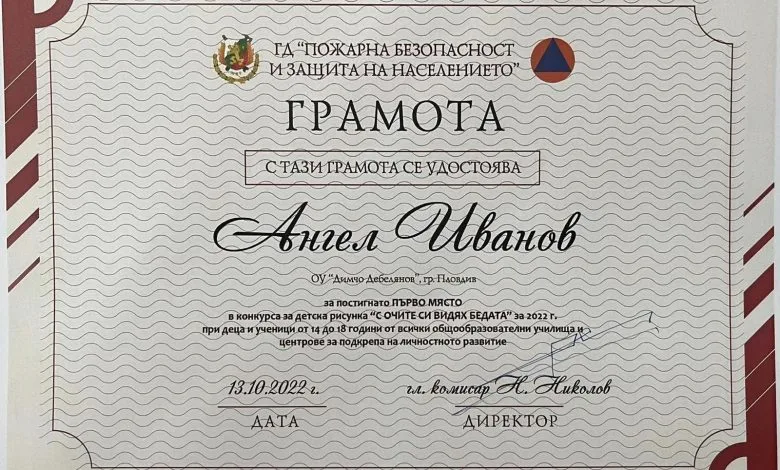 ГД "ПОЖАРНА БЕЗОПАСНОСТ
И ЗАЩИТА НА НАСЕЛЕНИЕТО"
ГРАМОТА
С ТАЗИ ГРАМОТА СЕ УДОСТОЯВА
Ангел Иванов
ОУ "Димчо Дебелянов", гр. Пловдив
за постигнато ПЪРВО МЯСТО
в конкурса за детска рисунка "С ОЧИТЕ СИ ВИДЯХ БЕДАТА" за 2022 г.
при деца и ученици от 14 до 18 години от всички общообразователни училища и
центрове за подкрепа на личностното развитие
13.10.2022 г.
гл. комисар Н. Николов
ДАТА
ДИРЕКТОР